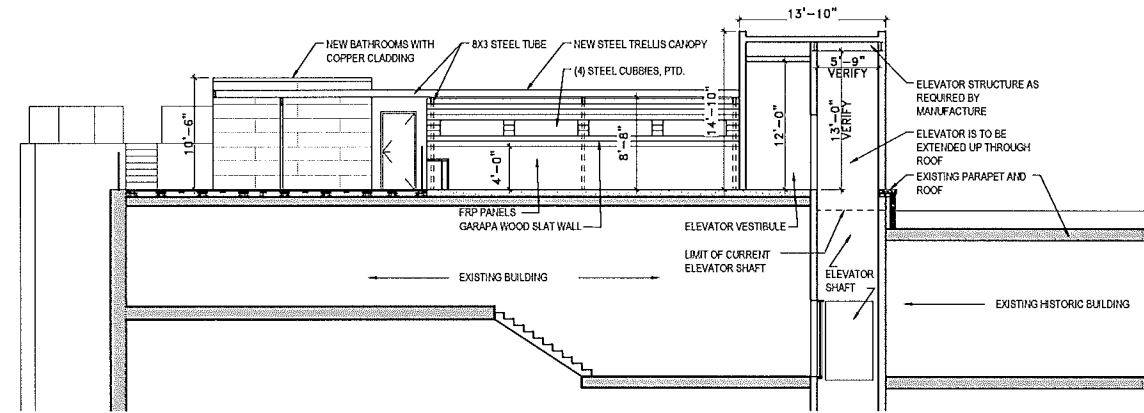 13'-10"
NEW BATHROOMS WITH
COPPER CLADDING
8X3 STEEL TUBE
NEW STEEL TRELLIS CANOPY
(4) STEEL CUBBIES, PTD.
5'-9"
VERIFY
ELEVATOR STRUCTURE AS
REQUIRED BY
MANUFACTURE
10'-6"
4'-0"
8'-8"
14'-10"
12'-0"
13'-0"
VERIFY
ELEVATOR IS TO BE
EXTENDED UP THROUGH
ROOF
EXISTING PARAPET AND
ROOF
FRP PANELS
GARAPA WOOD SLAT WALL
ELEVATOR VESTIBULE
LIMIT OF CURRENT
ELEVATOR SHAFT
ELEVATOR
SHAFT
EXISTING BUILDING
EXISTING HISTORIC BUILDING